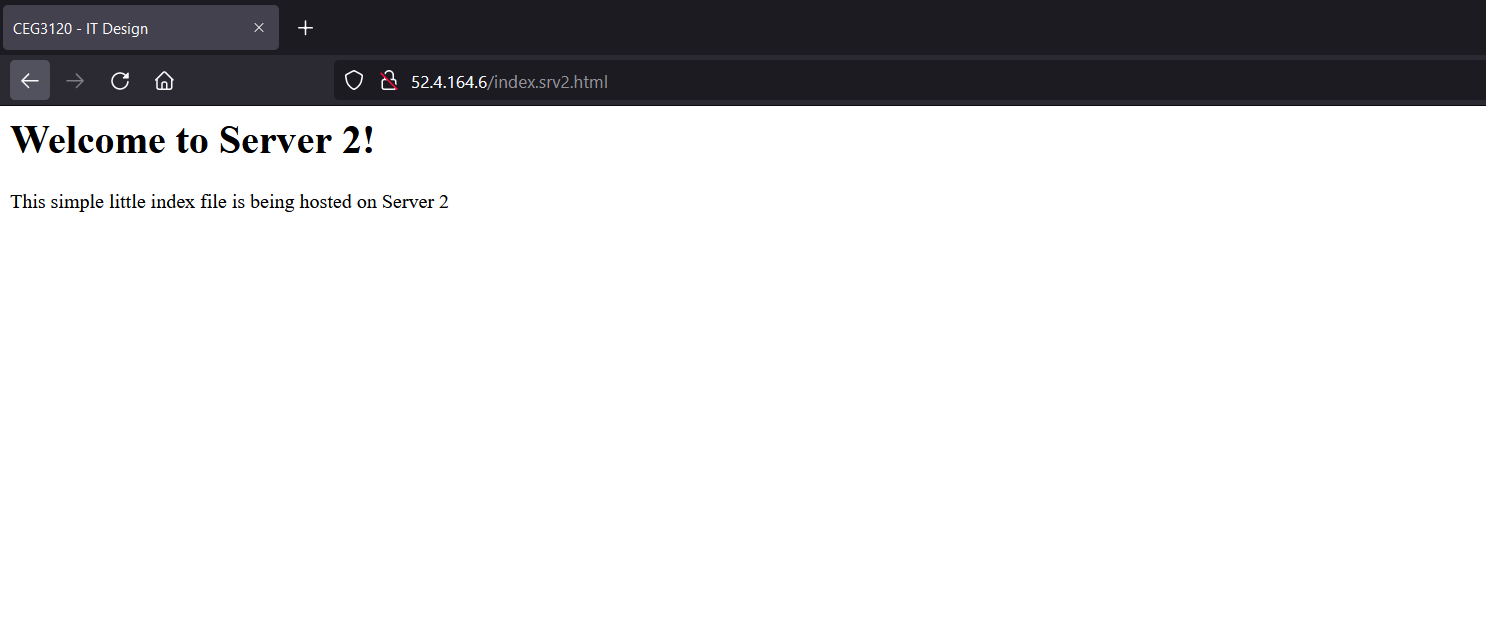 CEG3120 - IT Design
52.4.164.6/index.srv2.html
Welcome to Server 2!
This simple little index file is being hosted on Server 2